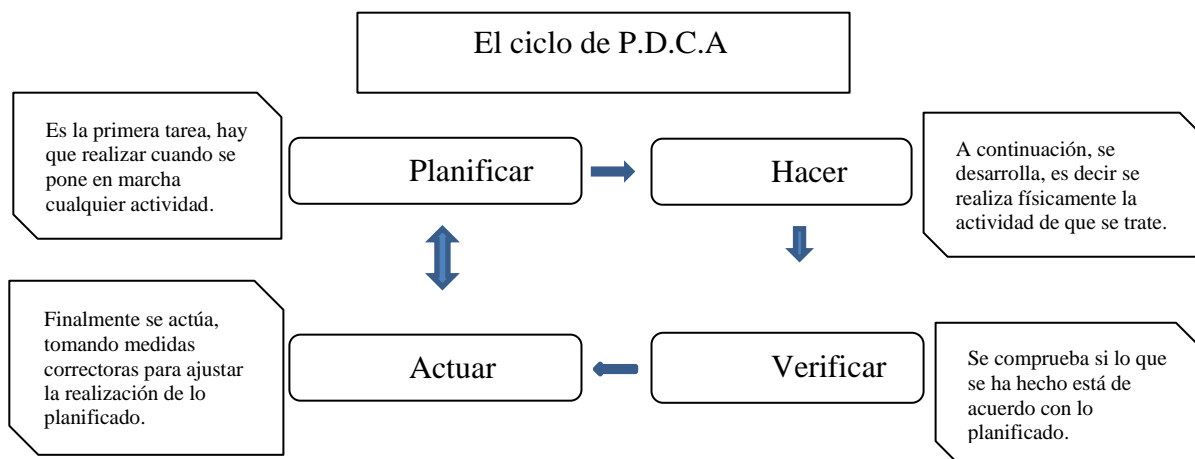 El ciclo de P.D.C.A
Es la primera tarea, hay
que realizar cuando se
pone en marcha
cualquier actividad.
Planificar
Hacer
A continuación, se
desarrolla, es decir se
realiza físicamente la
actividad de que se trate.
Finalmente se actúa,
tomando medidas
correctoras para ajustar
la realización de lo
planificado.
Actuar
Verificar
Se comprueba si lo que
se ha hecho está de
acuerdo con lo
planificado.